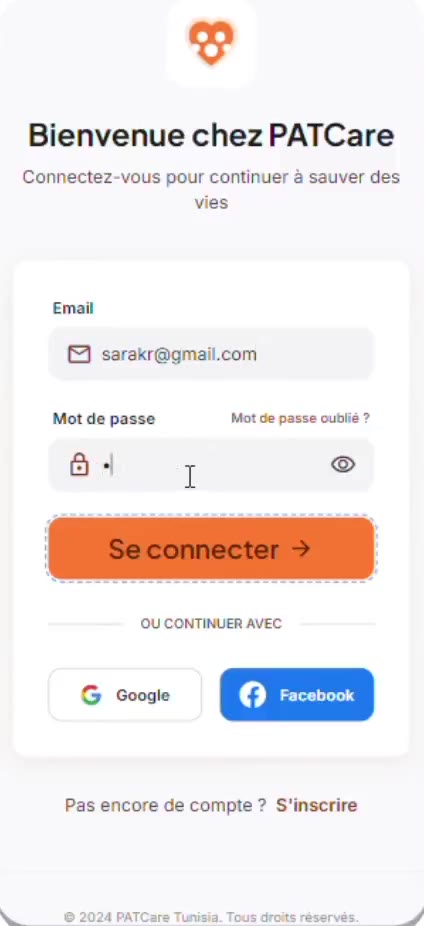 Bienvenue chez PATCare
Connectez-vous pour continuer à sauver des
vies
Email
sarakr@gmail.com
Mot de passe
Mot de passe oublié ?
•
Se connecter →
OU CONTINUER AVEC
Google
Facebook
Pas encore de compte ? S'inscrire
© 2024 PATCare Tunisia. Tous droits réservés.